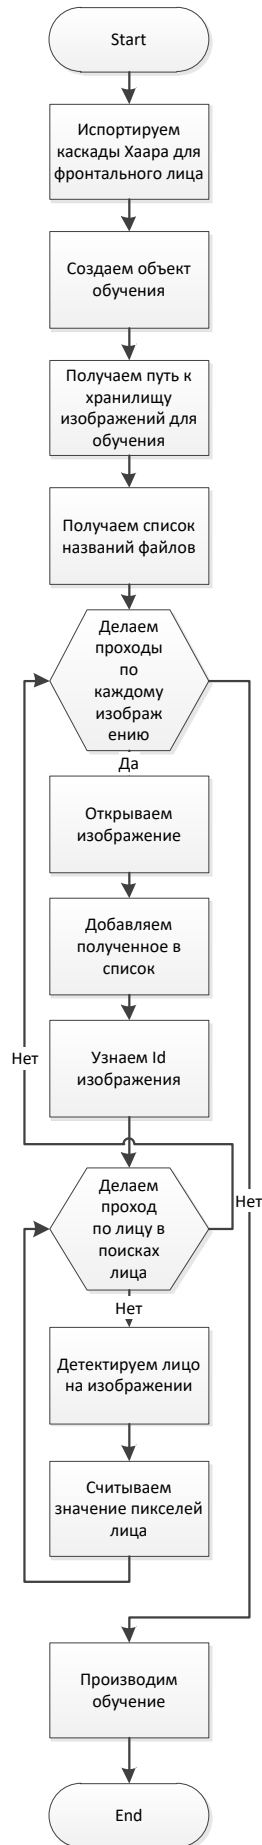 Start
Испортируем
каскады Хаара для
фронтального лица
Создаем объект
обучения
Получаем путь к
хранилищу
изображений для
обучения
Получаем список
названий файлов
Делаем
проходы
по
каждому
изображ
ению
Да
Открываем
изображение
Добавляем
полученное в
список
Узнаем Id
изображения
Нет
Делаем
проход
по лицу в
поисках
лица
Нет
Нет
Детектируем лицо
на изображении
Считываем
значение пикселей
лица
Производим
обучение
End